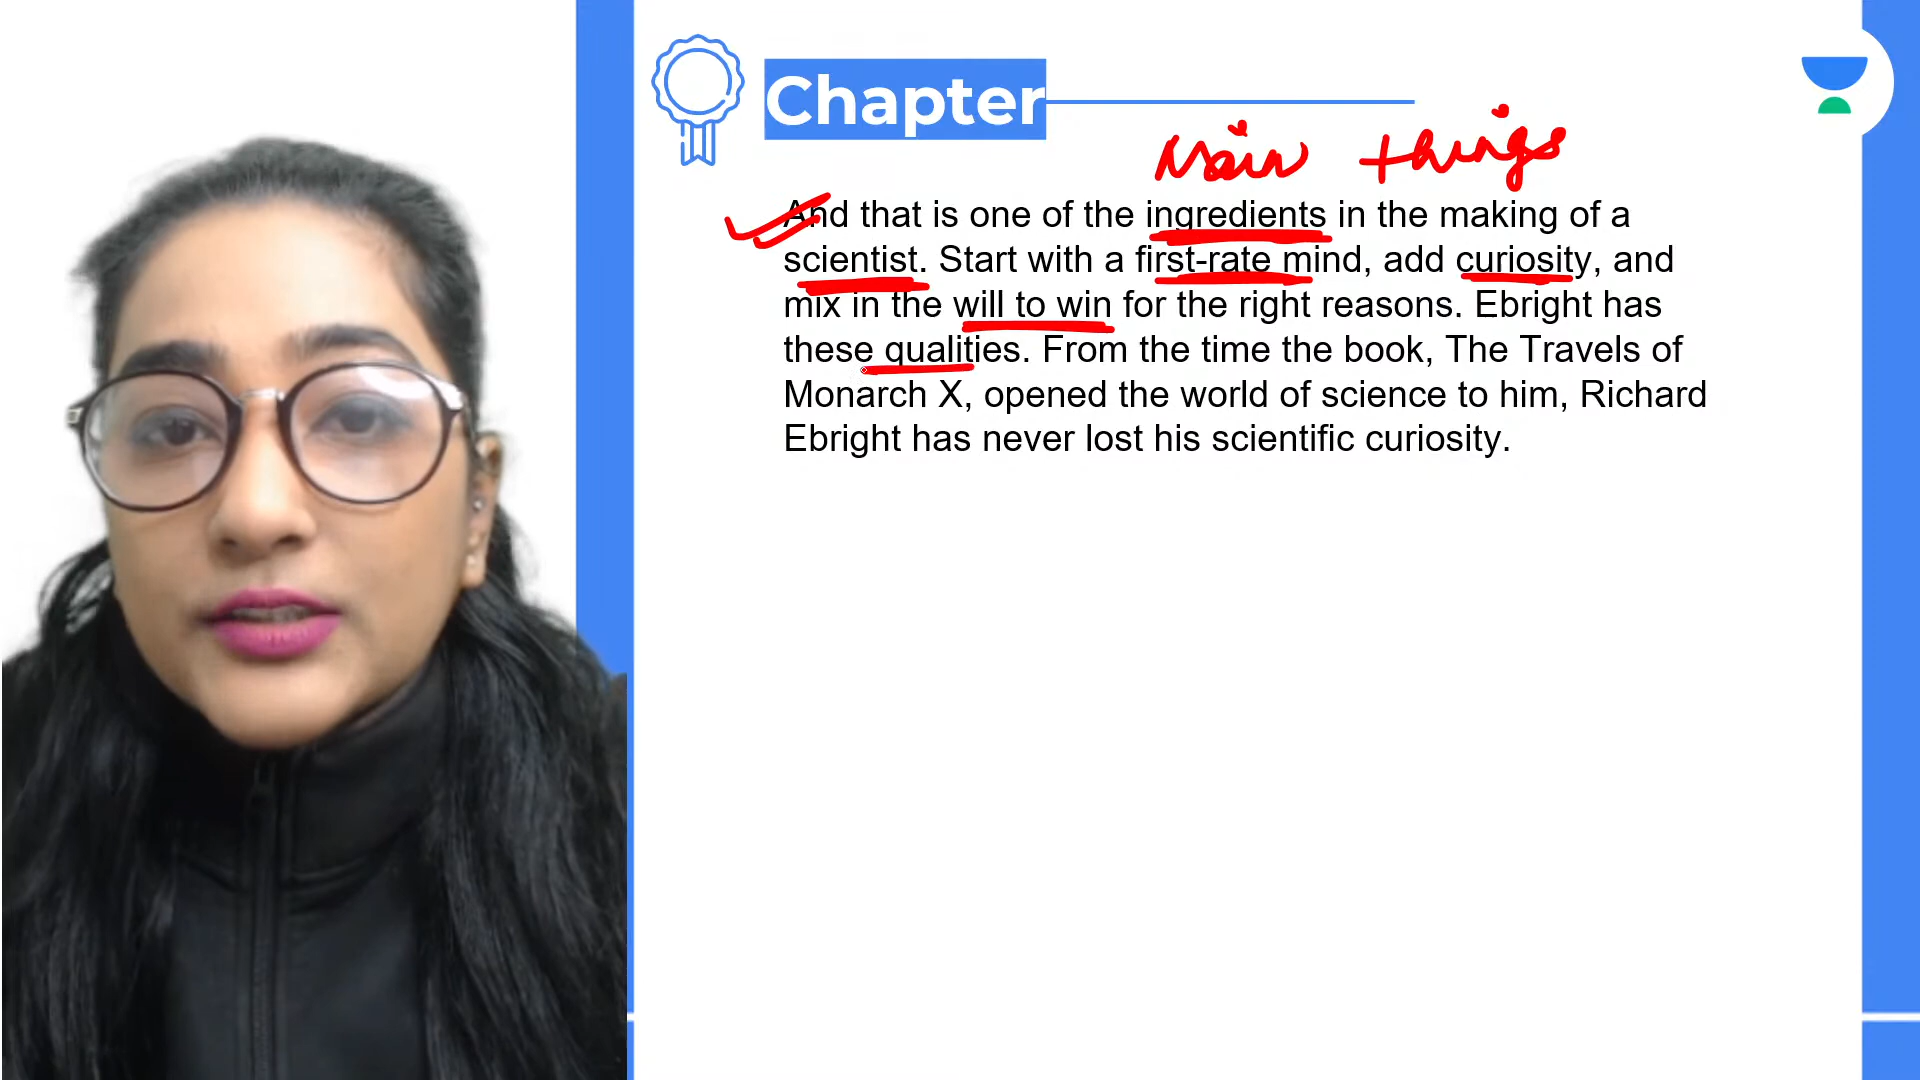 Chapter
Main things
And that is one of the ingredients in the making of a
scientist. Start with a first-rate mind, add curiosity, and
mix in the will to win for the right reasons. Ebright has
these qualities. From the time the book, The Travels of
Monarch X, opened the world of science to him, Richard
Ebright has never lost his scientific curiosity.